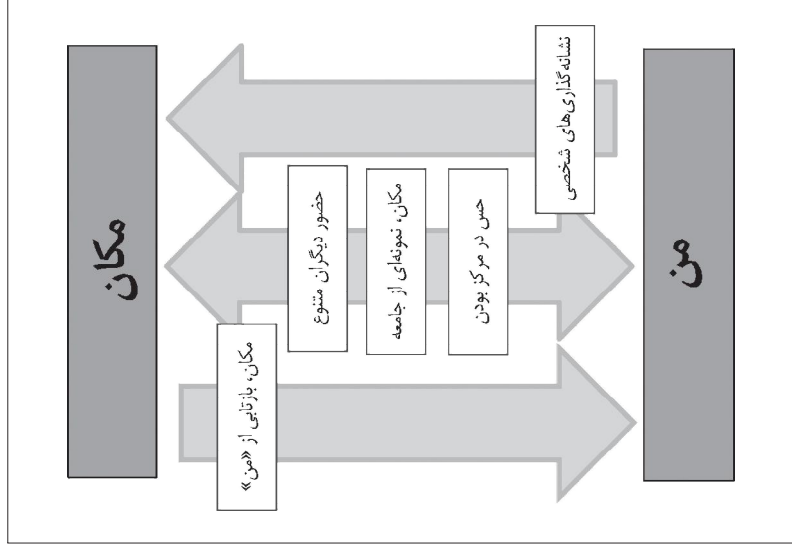 مکان
من
نشانه‌گذاری‌های شخصی
حضور دیگران متنوع
مکان، نمونه‌ای از جامعه
حس در مرکز بودن
مکان، بازتابی از «من»